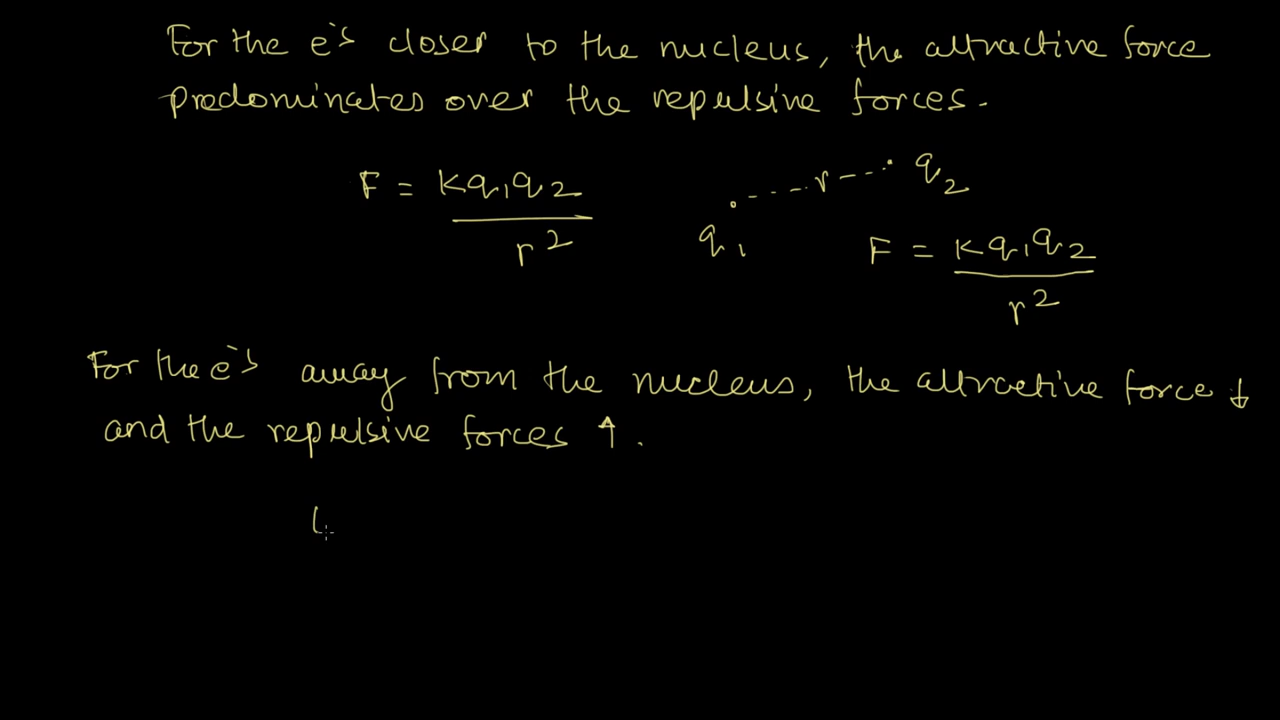 For the e⁻s closer to the nucleus, the attractive force
predominates over the repulsive forces.
F = Kq₁q₂ / r²
r
q₂
q₁
F = Kq₁q₂ / r²
For the e⁻s away from the nucleus, the attractive force ↓
and the repulsive forces ↑.